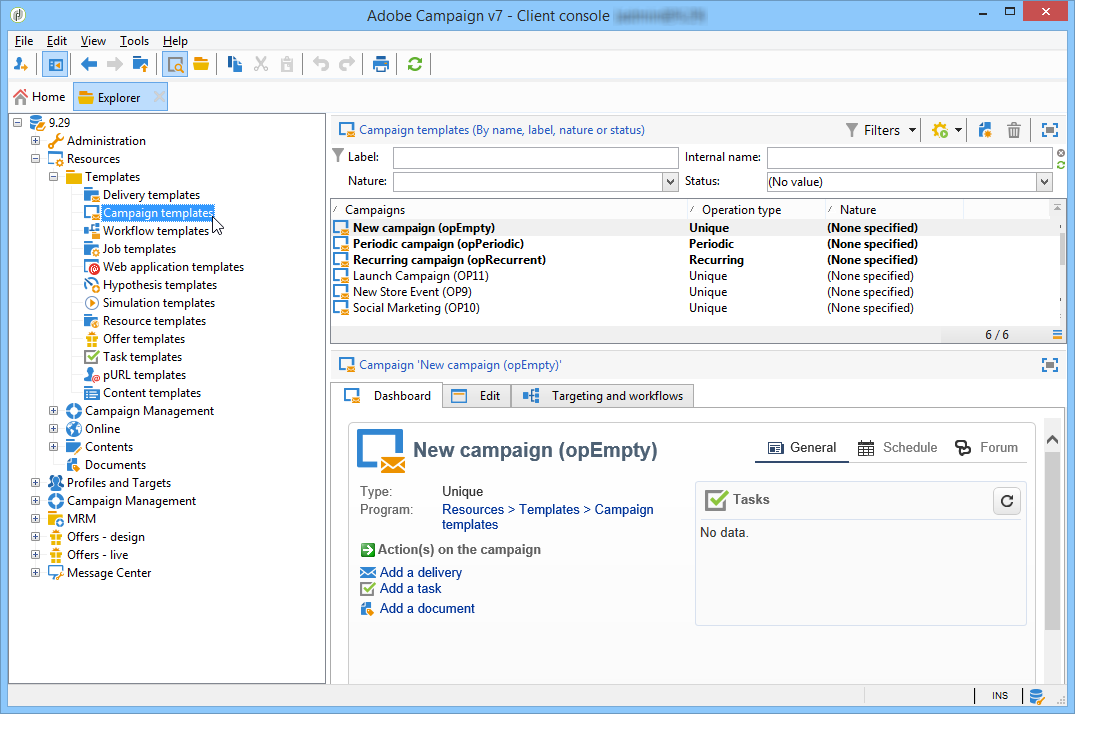 Adobe Campaign v7 - Client console
File Edit View Tools Help
Home Explorer
9.29
Administration
Resources
Templates
Delivery templates
Campaign templates
Workflow templates
Job templates
Web application templates
Hypothesis templates
Simulation templates
Resource templates
Offer templates
Task templates
pURL templates
Content templates
Campaign Management
Online
Contents
Documents
Profiles and Targets
Campaign Management
MRM
Offers - design
Offers - live
Message Center
Campaign templates (By name, label, nature or status) Filters
Label: Internal name:
Nature: Status: (No value)
Campaigns Operation type Nature
New campaign (opEmpty) Unique (None specified)
Periodic campaign (opPeriodic) Periodic (None specified)
Recurring campaign (opRecurrent) Recurring (None specified)
Launch Campaign (OP11) Unique (None specified)
New Store Event (OP9) Unique (None specified)
Social Marketing (OP10) Unique (None specified)
6 / 6
Campaign 'New campaign (opEmpty)'
Dashboard Edit Targeting and workflows
New campaign (opEmpty) General Schedule Forum
Type: Unique
Program: Resources > Templates > Campaign
templates
Action(s) on the campaign
Add a delivery
Add a task
Add a document
Tasks
No data.
INS